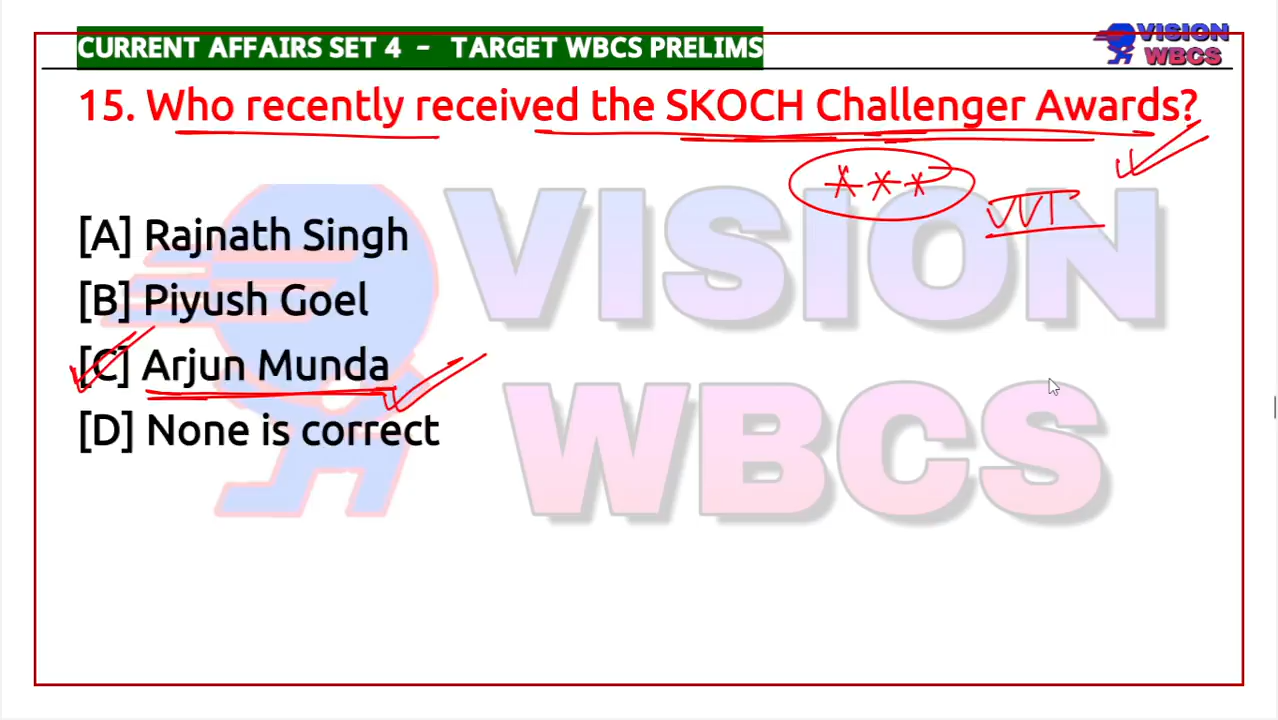 CURRENT AFFAIRS SET 4 - TARGET WBCS PRELIMS
VISION
WBCS
15. Who recently received the SKOCH Challenger Awards?
*** VVI
[A] Rajnath Singh
[B] Piyush Goel
[C] Arjun Munda
[D] None is correct
VISION
WBCS